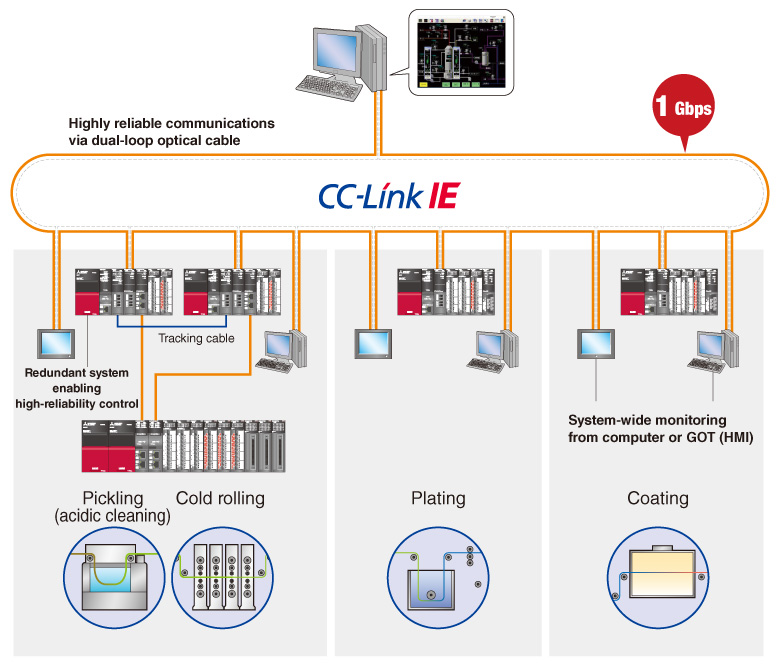 1 Gbps
Highly reliable communications
via dual-loop optical cable
CC-Link IE
Tracking cable
Redundant system
enabling
high-reliability control
System-wide monitoring
from computer or GOT (HMI)
Pickling
(acidic cleaning)
Cold rolling
Plating
Coating